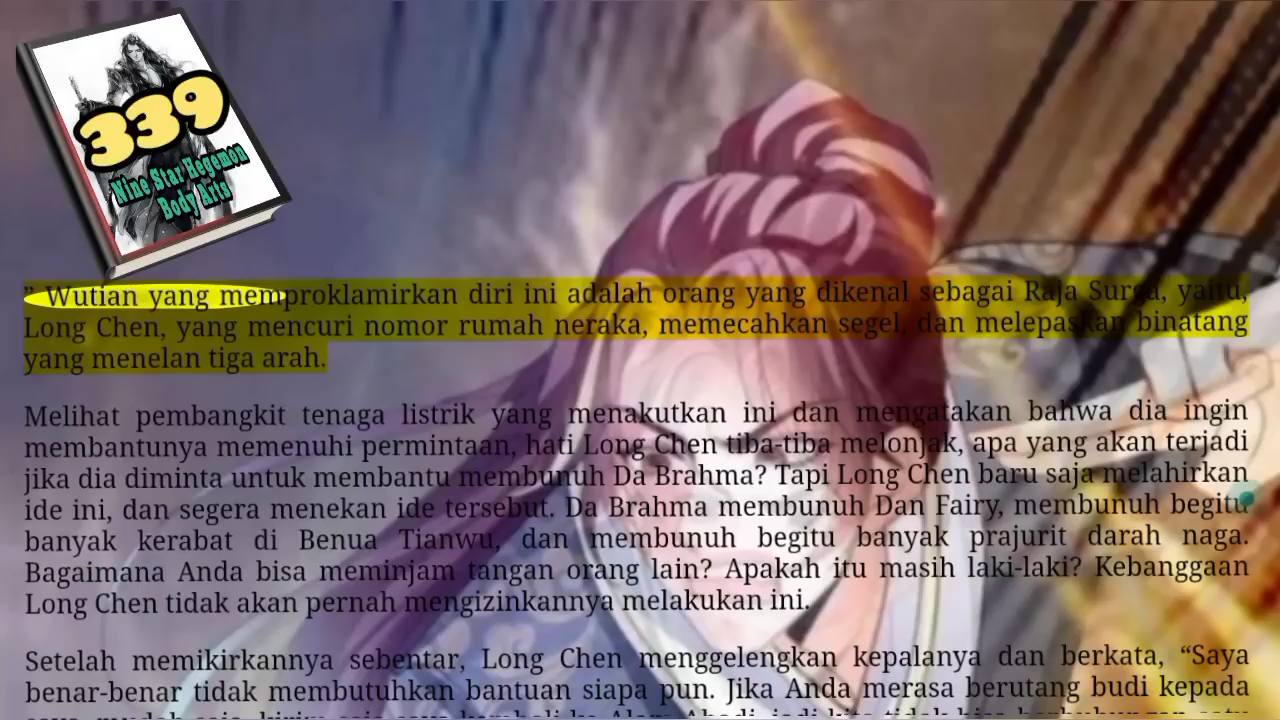 339
Nine Star Hegemon
Body Arts
” Wutian yang memproklamirkan diri ini adalah orang yang dikenal sebagai Raja Surga, yaitu,
Long Chen, yang mencuri nomor rumah neraka, memecahkan segel, dan melepaskan binatang
yang menelan tiga arah.
Melihat pembangkit tenaga listrik yang menakutkan ini dan mengatakan bahwa dia ingin
membantunya memenuhi permintaan, hati Long Chen tiba-tiba melonjak, apa yang akan terjadi
jika dia diminta untuk membantu membunuh Da Brahma? Tapi Long Chen baru saja melahirkan
ide ini, dan segera menekan ide tersebut. Da Brahma membunuh Dan Fairy, membunuh begitu
banyak kerabat di Benua Tianwu, dan membunuh begitu banyak prajurit darah naga.
Bagaimana Anda bisa meminjam tangan orang lain? Apakah itu masih laki-laki? Kebanggaan
Long Chen tidak akan pernah mengizinkannya melakukan ini.
Setelah memikirkannya sebentar, Long Chen menggelengkan kepalanya dan berkata, “Saya
benar-benar tidak membutuhkan bantuan siapa pun. Jika Anda merasa berutang budi kepada